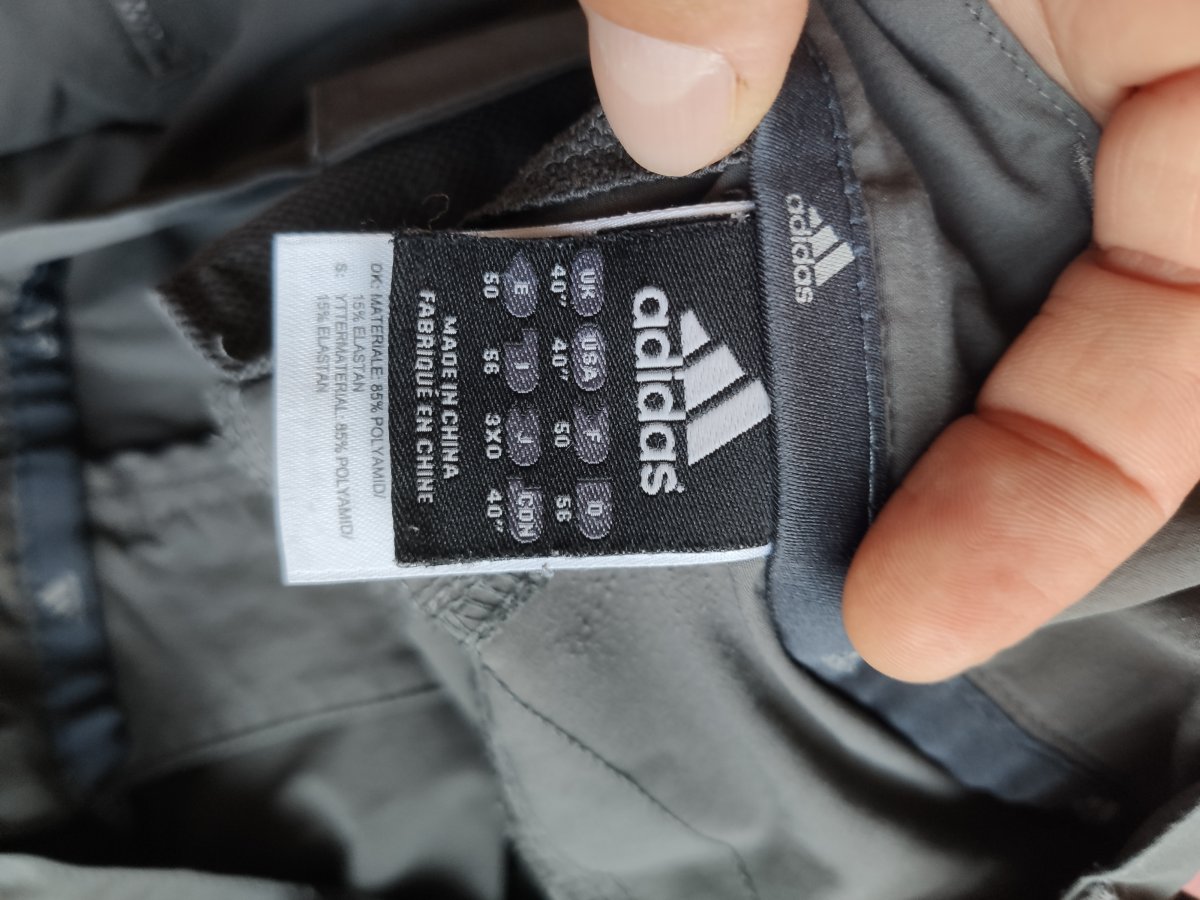 adidas
adidas
UK USA F D
40" 40" 50 56
E I J CDN
50 56 3XO 40"
MADE IN CHINA
FABRIQUE EN CHINE
DK: MATERIALE: 85% POLYAMID/
15% ELASTAN
S: YTTERMATERIAL: 85% POLYAMID/
15% ELASTAN